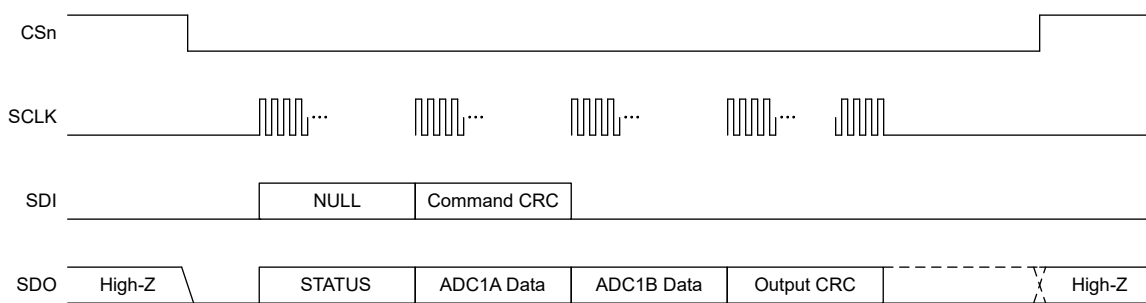 CSn
SCLK
SDI NULL Command CRC
SDO High-Z STATUS ADC1A Data ADC1B Data Output CRC High-Z